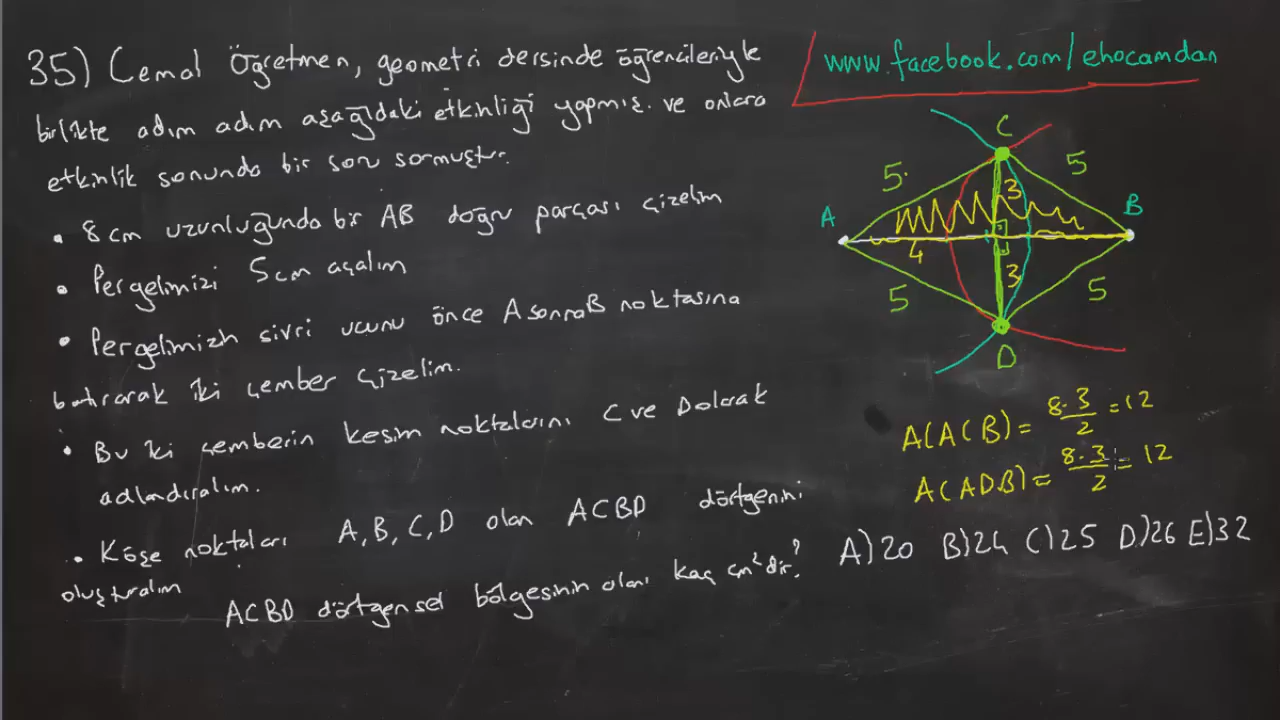 35) Cemal Öğretmen, geometri dersinde öğrencileriyle
birlikte adım adım aşağıdaki etkinliği yapmış ve onlara
etkinlik sonunda bir soru sormuştur.
• 8 cm uzunluğunda bir AB doğru parçası çizelim
• Pergelimizi 5cm açalım
• Pergelimizin sivri ucunu önce A sonra B noktasına
batırarak iki çember çizelim.
• Bu iki çemberin kesim noktalarını C ve D olarak
adlandıralım.
• Köşe noktaları A, B, C, D olan ACBD dörtgenini
oluşturalım
ACBD dörtgensel bölgesinin alanı kaç cm² dir?
www.facebook.com/ehocamdan
C
5 5
3
A B
4
3
5 5
D
A(ACB) = 8.3/2 = 12
A(ADB) = 8.3/2 = 12
A)20 B)24 C)25 D)26 E)32